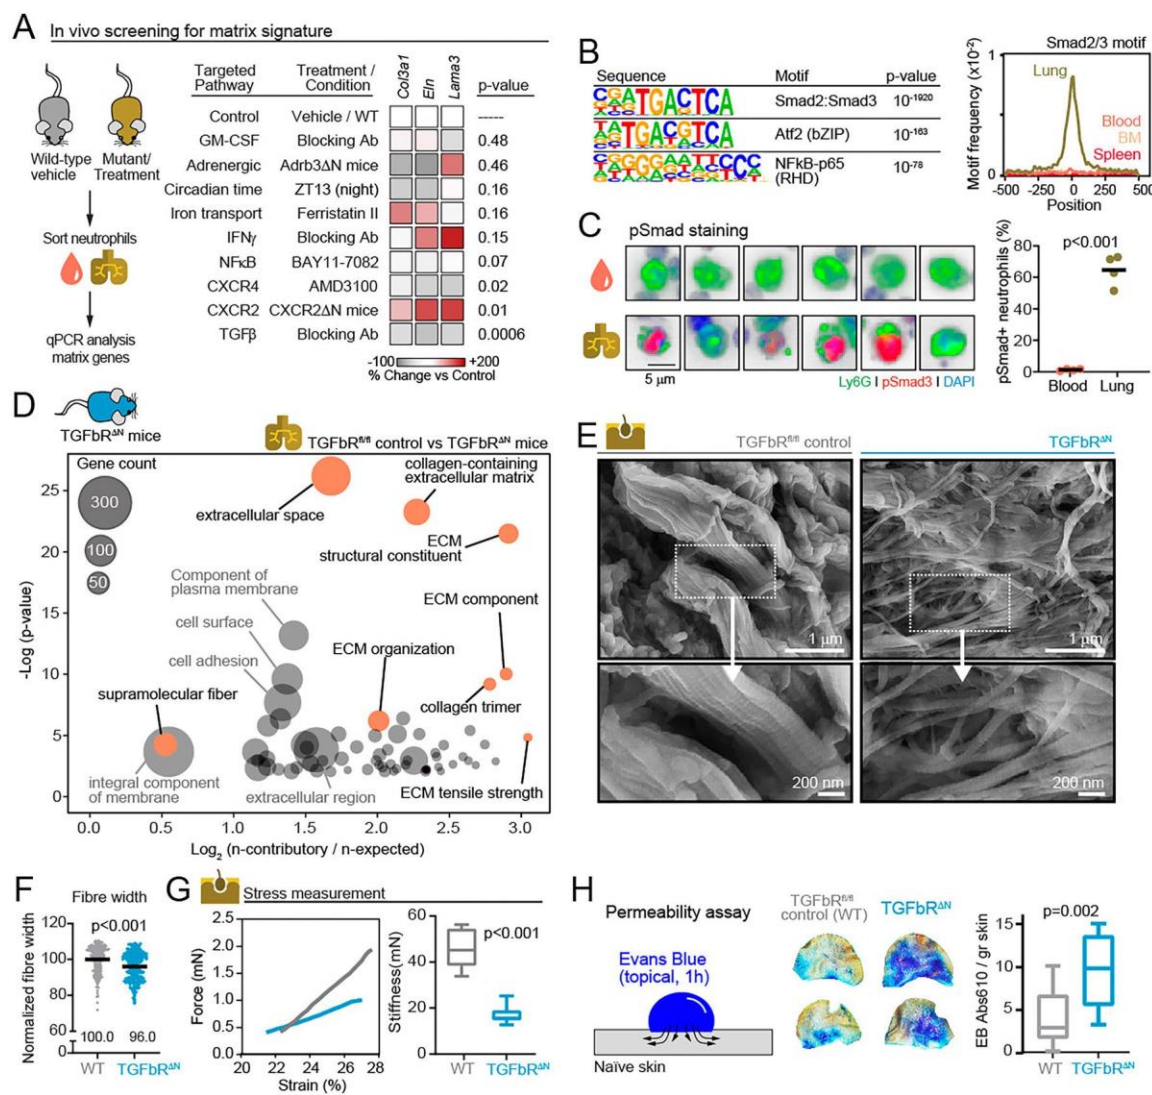 A In vivo screening for matrix signature
Wild-type vehicle
Mutant/ Treatment
Sort neutrophils
qPCR analysis matrix genes
Targeted Pathway Treatment / Condition Col3a1 Eln Lama3 p-value
Control Vehicle / WT -----
GM-CSF Blocking Ab 0.48
Adrenergic Adrb3ΔN mice 0.46
Circadian time ZT13 (night) 0.16
Iron transport Ferristatin II 0.16
IFNγ Blocking Ab 0.15
NFκB BAY11-7082 0.07
CXCR4 AMD3100 0.02
CXCR2 CXCR2ΔN mice 0.01
TGFβ Blocking Ab 0.0006
-100 +200
% Change vs Control
B
Sequence Motif p-value
TGACTCA Smad2:Smad3 10-1920
TGACGTCA Atf2 (bZIP) 10-163
NFkB-p65 (RHD) 10-78
Smad2/3 motif
Motif frequency (x10-2)
1
0
Lung
Blood
BM
Spleen
-500 -250 0 250 500
Position
C pSmad staining
5 µm
Ly6G I pSmad3 I DAPI
pSmad+ neutrophils (%)
80
60
40
20
0
p<0.001
Blood Lung
D
TGFbRΔN mice
TGFbRfl/fl control vs TGFbRΔN mice
Gene count
300
100
50
-Log (p-value)
25
20
15
10
5
0
extracellular space
collagen-containing extracellular matrix
ECM structural constituent
Component of plasma membrane
cell surface
cell adhesion
ECM component
ECM organization
collagen trimer
supramolecular fiber
integral component of membrane
extracellular region
ECM tensile strength
0.0 0.5 1.0 1.5 2.0 2.5 3.0
Log2 (n-contributory / n-expected)
E
TGFbRfl/fl control
TGFbRΔN
1 µm
1 µm
200 nm
200 nm
F Fibre width
Normalized fibre width
120
100
80
60
0
p<0.001
100.0 96.0
WT TGFbRΔN
G Stress measurement
Force (mN)
2.5
2.0
1.5
1.0
0.5
0.0
22 24 26 28
Strain (%)
Stiffness(mN)
60
40
20
0
p<0.001
WT TGFbRΔN
H
Permeability assay
Evans Blue (topical, 1h)
Naïve skin
TGFbRfl/fl control (WT)
TGFbRΔN
EB Abs610 / gr skin
15
10
5
0
p=0.002
WT TGFbRΔN